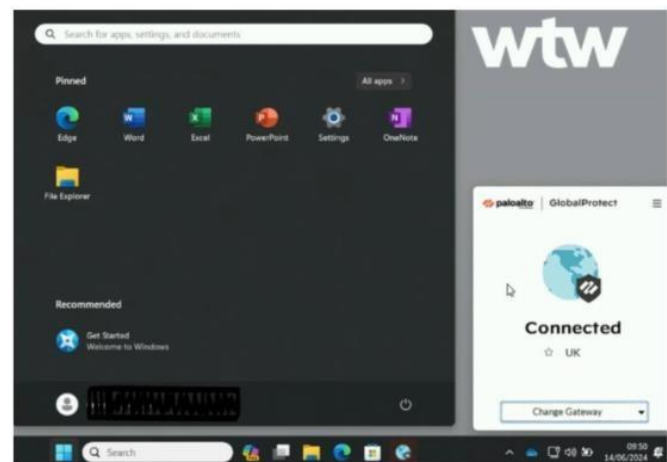 Search for apps, settings, and documents
wtw
Pinned
All apps >
Edge
Word
Excel
PowerPoint
Settings
OneNote
File Explorer
paloalto | GlobalProtect
Connected
UK
Change Gateway
Recommended
Get Started
Welcome to Windows
Search
09:50
14/06/2024